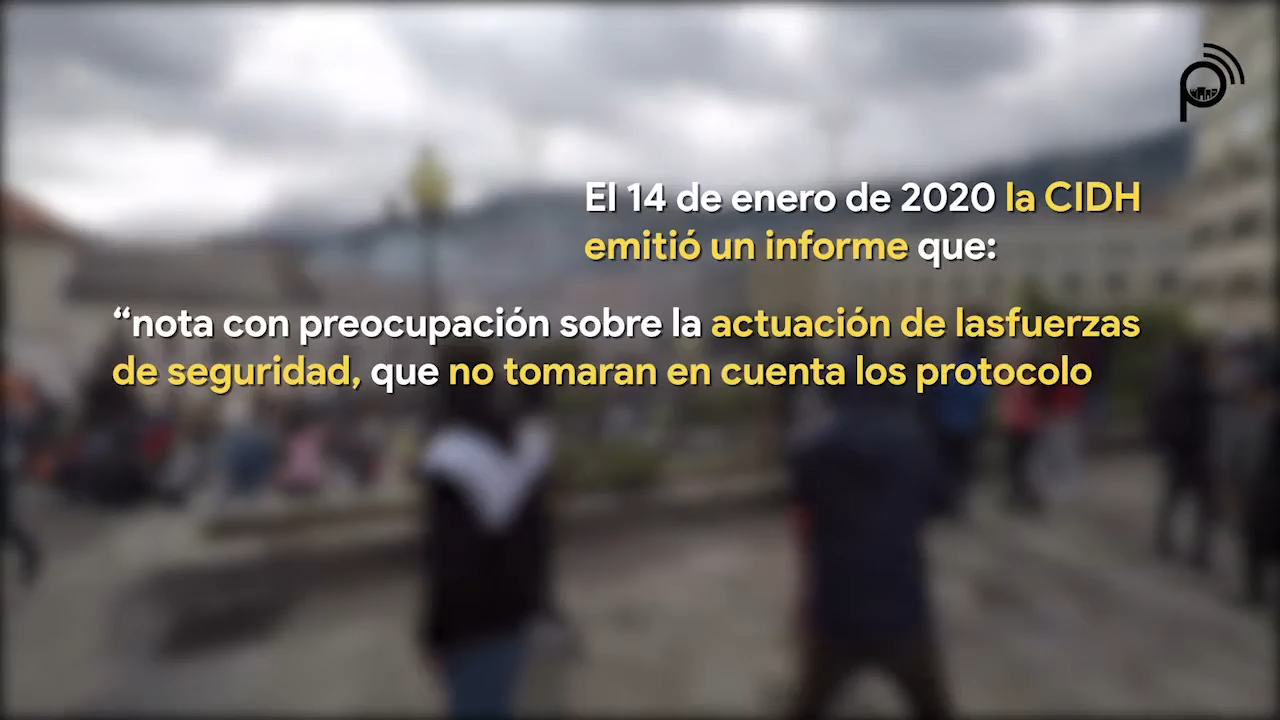 El 14 de enero de 2020 la CIDH
emitió un informe que:
“nota con preocupación sobre la actuación de lasfuerzas
de seguridad, que no tomaran en cuenta los protocolo